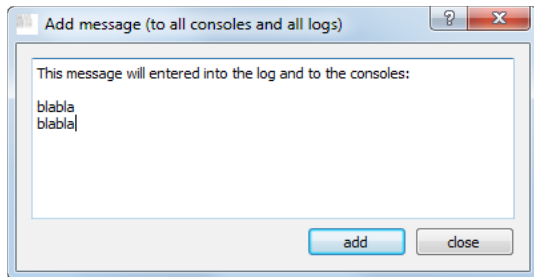 Add message (to all consoles and all logs)
This message will entered into the log and to the consoles:
blabla
blabla
add
close